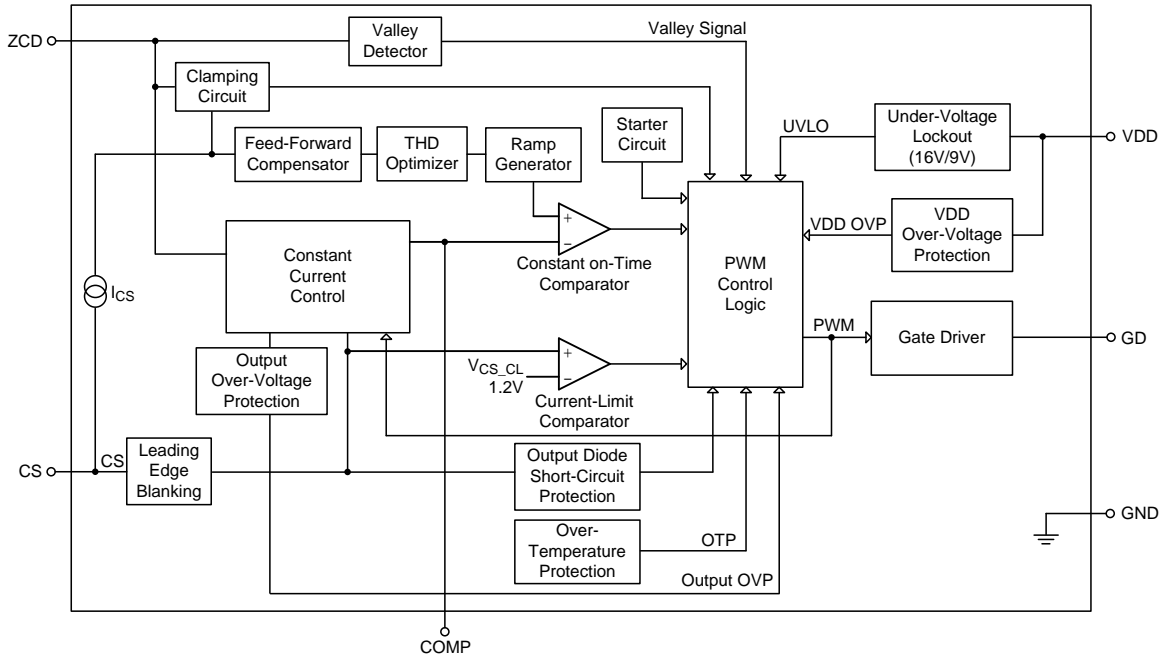 ZCD
Valley
Detector
Valley Signal
Clamping
Circuit
Feed-Forward
Compensator
THD
Optimizer
Ramp
Generator
Starter
Circuit
UVLO
Under-Voltage
Lockout
(16V/9V)
VDD
VDD OVP
VDD
Over-Voltage
Protection
Constant
Current
Control
+
−
Constant on-Time
Comparator
PWM
Control
Logic
ICS
PWM
Gate Driver
GD
Output
Over-Voltage
Protection
VCS_CL
1.2V
+
−
Current-Limit
Comparator
CS
CS
Leading
Edge
Blanking
Output Diode
Short-Circuit
Protection
GND
Over-
Temperature
Protection
OTP
Output OVP
COMP